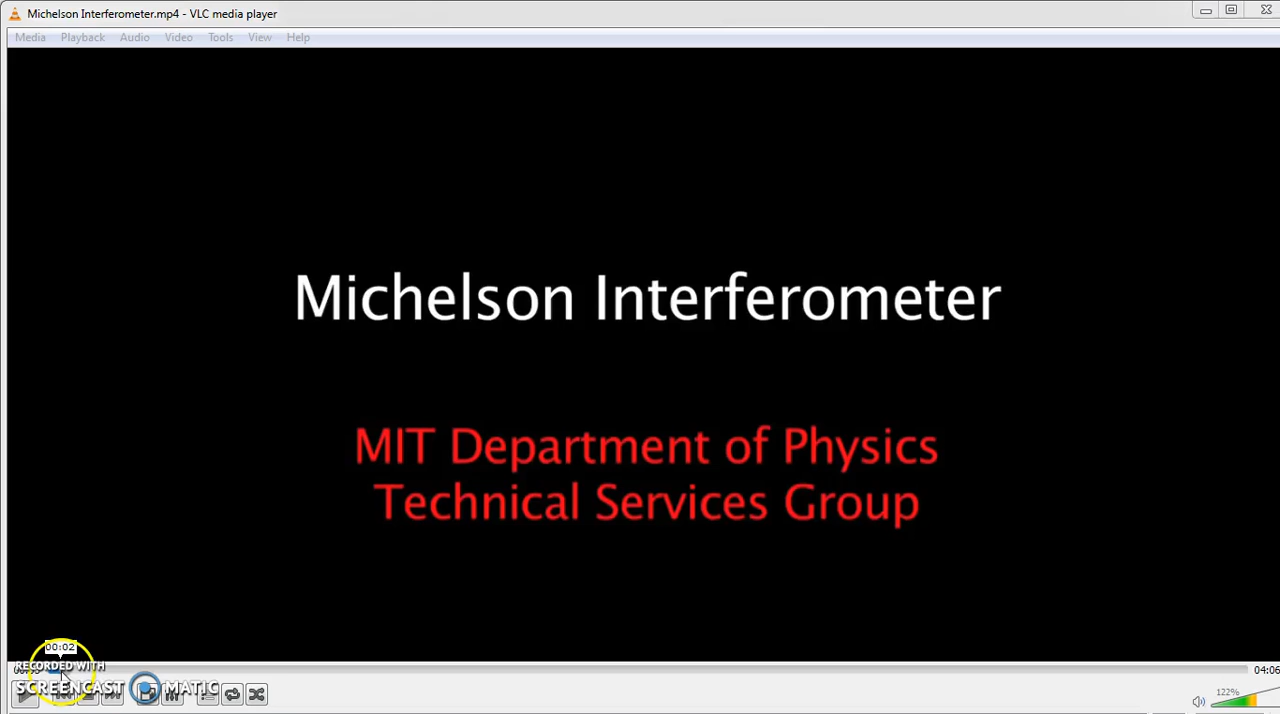 Michelson Interferometer.mp4 - VLC media player
Media Playback Audio Video Tools View Help
Michelson Interferometer
MIT Department of Physics
Technical Services Group
00:02
RECORDED WITH
04:06
SCREENCAST MATIC
122%